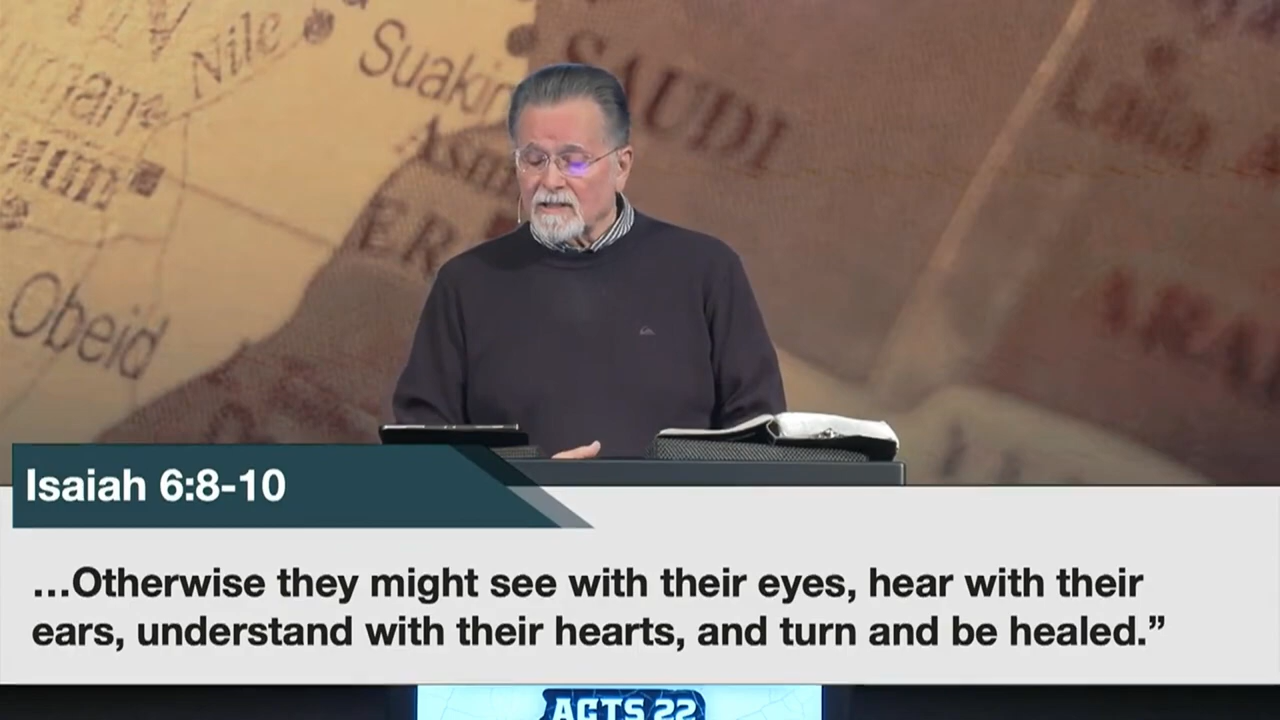 Nile
Suakin
SAUDI
Obeid
Isaiah 6:8-10
...Otherwise they might see with their eyes, hear with their
ears, understand with their hearts, and turn and be healed.”
ACTS 22